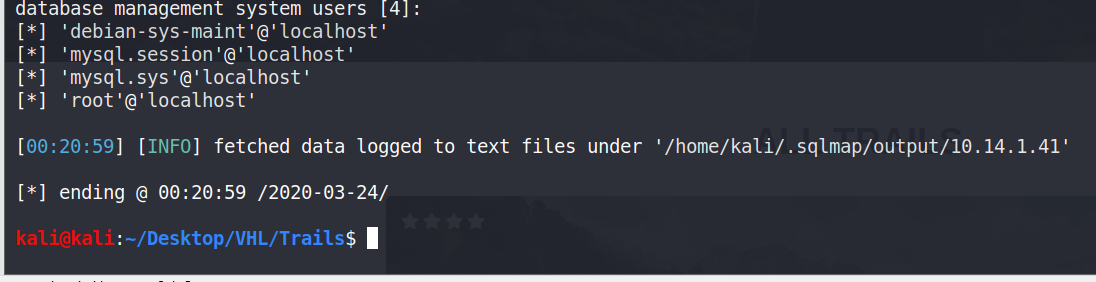 database management system users [4]:
[*] 'debian-sys-maint'@'localhost'
[*] 'mysql.session'@'localhost'
[*] 'mysql.sys'@'localhost'
[*] 'root'@'localhost'
ALL TRAILS
[00:20:59] [INFO] fetched data logged to text files under '/home/kali/.sqlmap/output/10.14.1.41'
[*] ending @ 00:20:59 /2020-03-24/
kali@kali:~/Desktop/VHL/Trails$